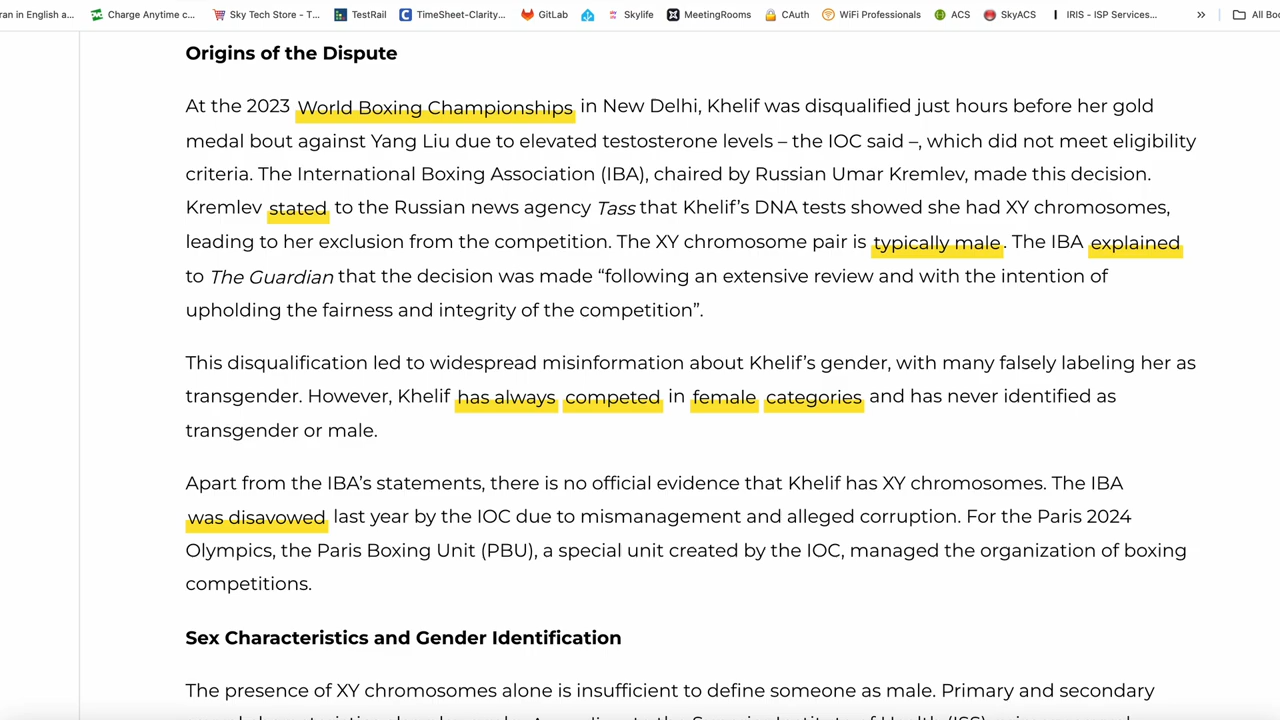 ran in English a... Charge Anytime c... Sky Tech Store - T... TestRail TimeSheet-Clarity... GitLab Skylife MeetingRooms CAuth WiFi Professionals ACS SkyACS IRIS - ISP Services... » All Boo
Origins of the Dispute
At the 2023 World Boxing Championships in New Delhi, Khelif was disqualified just hours before her gold
medal bout against Yang Liu due to elevated testosterone levels – the IOC said –, which did not meet eligibility
criteria. The International Boxing Association (IBA), chaired by Russian Umar Kremlev, made this decision.
Kremlev stated to the Russian news agency Tass that Khelif’s DNA tests showed she had XY chromosomes,
leading to her exclusion from the competition. The XY chromosome pair is typically male. The IBA explained
to The Guardian that the decision was made “following an extensive review and with the intention of
upholding the fairness and integrity of the competition”.
This disqualification led to widespread misinformation about Khelif’s gender, with many falsely labeling her as
transgender. However, Khelif has always competed in female categories and has never identified as
transgender or male.
Apart from the IBA’s statements, there is no official evidence that Khelif has XY chromosomes. The IBA
was disavowed last year by the IOC due to mismanagement and alleged corruption. For the Paris 2024
Olympics, the Paris Boxing Unit (PBU), a special unit created by the IOC, managed the organization of boxing
competitions.
Sex Characteristics and Gender Identification
The presence of XY chromosomes alone is insufficient to define someone as male. Primary and secondary